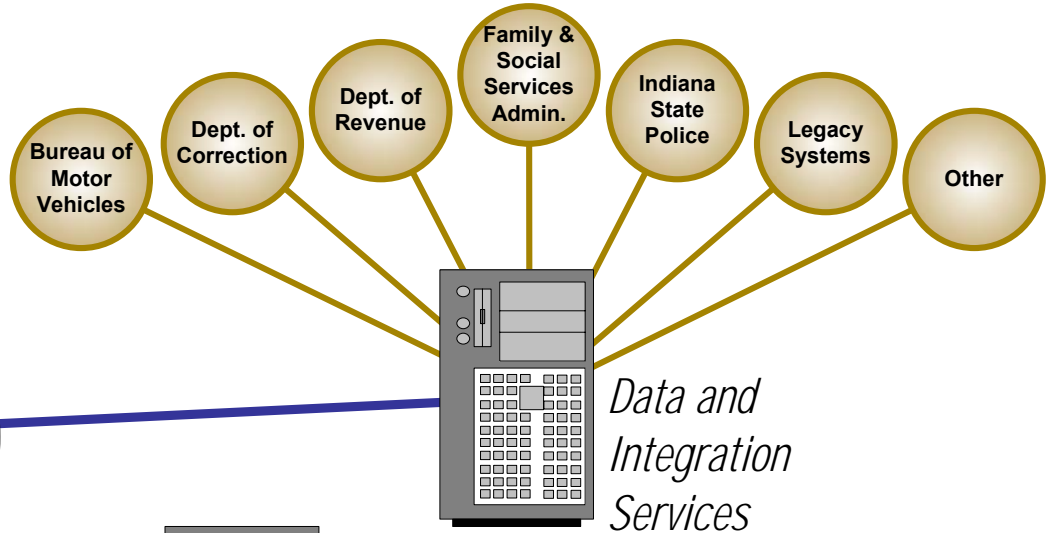 Bureau of
Motor
Vehicles
Dept. of
Correction
Dept. of
Revenue
Family &
Social
Services
Admin.
Indiana
State
Police
Legacy
Systems
Other
Data and
Integration
Services